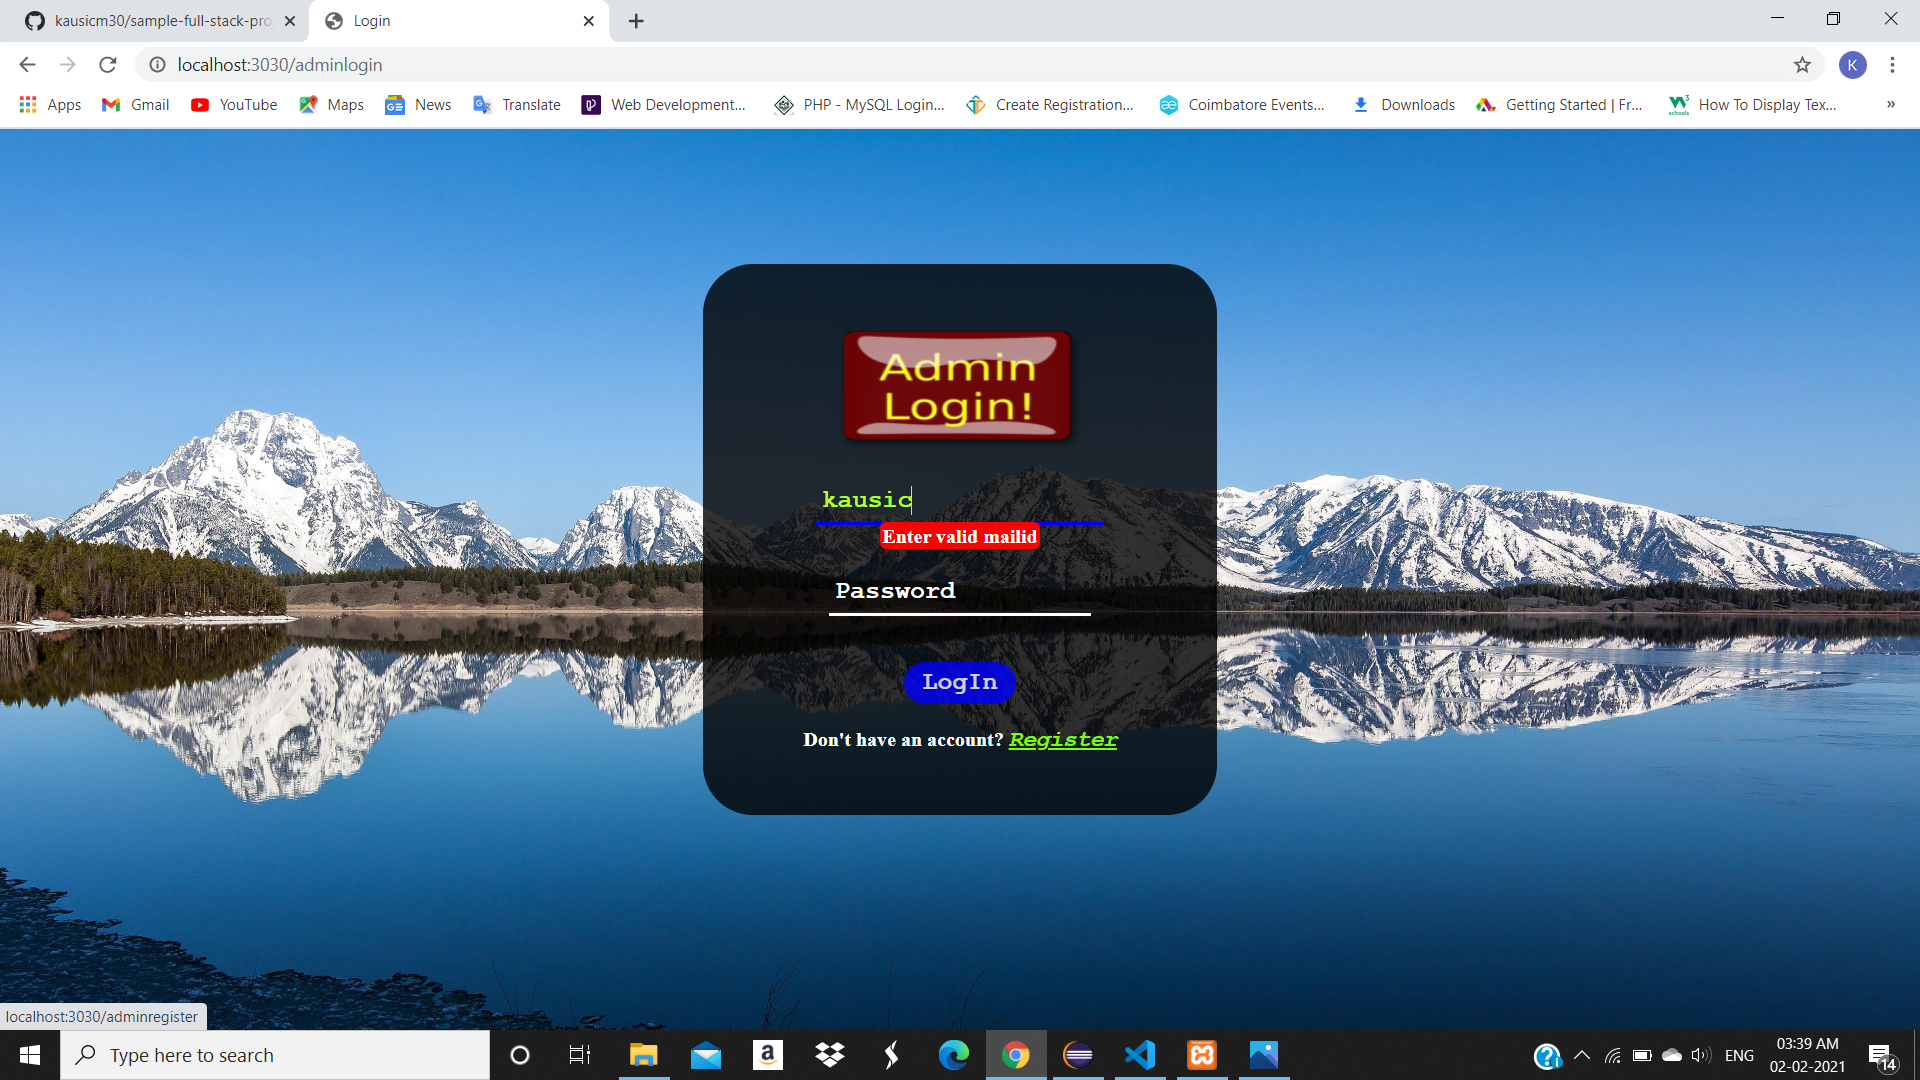 kausicm30/sample-full-stack-pro
Login
localhost:3030/adminlogin
K
Apps
Gmail
YouTube
Maps
News
Translate
Web Development...
PHP - MySQL Login...
Create Registration...
Coimbatore Events...
Downloads
Getting Started | Fr...
How To Display Tex...
»
Admin
Login!
kausic
Enter valid mailid
Password
LogIn
Don't have an account? Register
localhost:3030/adminregister
Type here to search
ENG
03:39 AM
02-02-2021
14